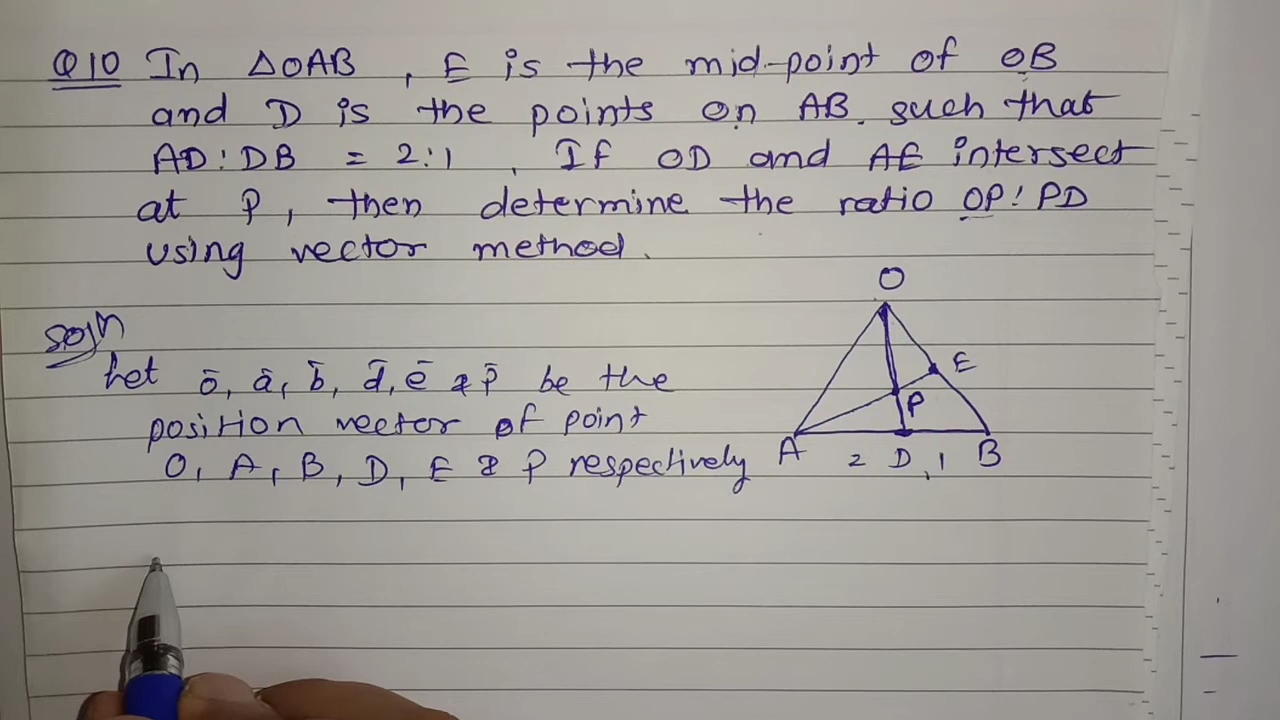 Q10 In △OAB, E is the mid-point of OB
and D is the points on AB such that
AD:DB = 2:1, If OD and AE intersect
at P, then determine the ratio OP:PD
using vector method.
Soln
Let ō, ā, b̄, d̄, ē & p̄ be the
position vector of point
O, A, B, D, E & P respectively
O
E
P
A 2 D 1 B